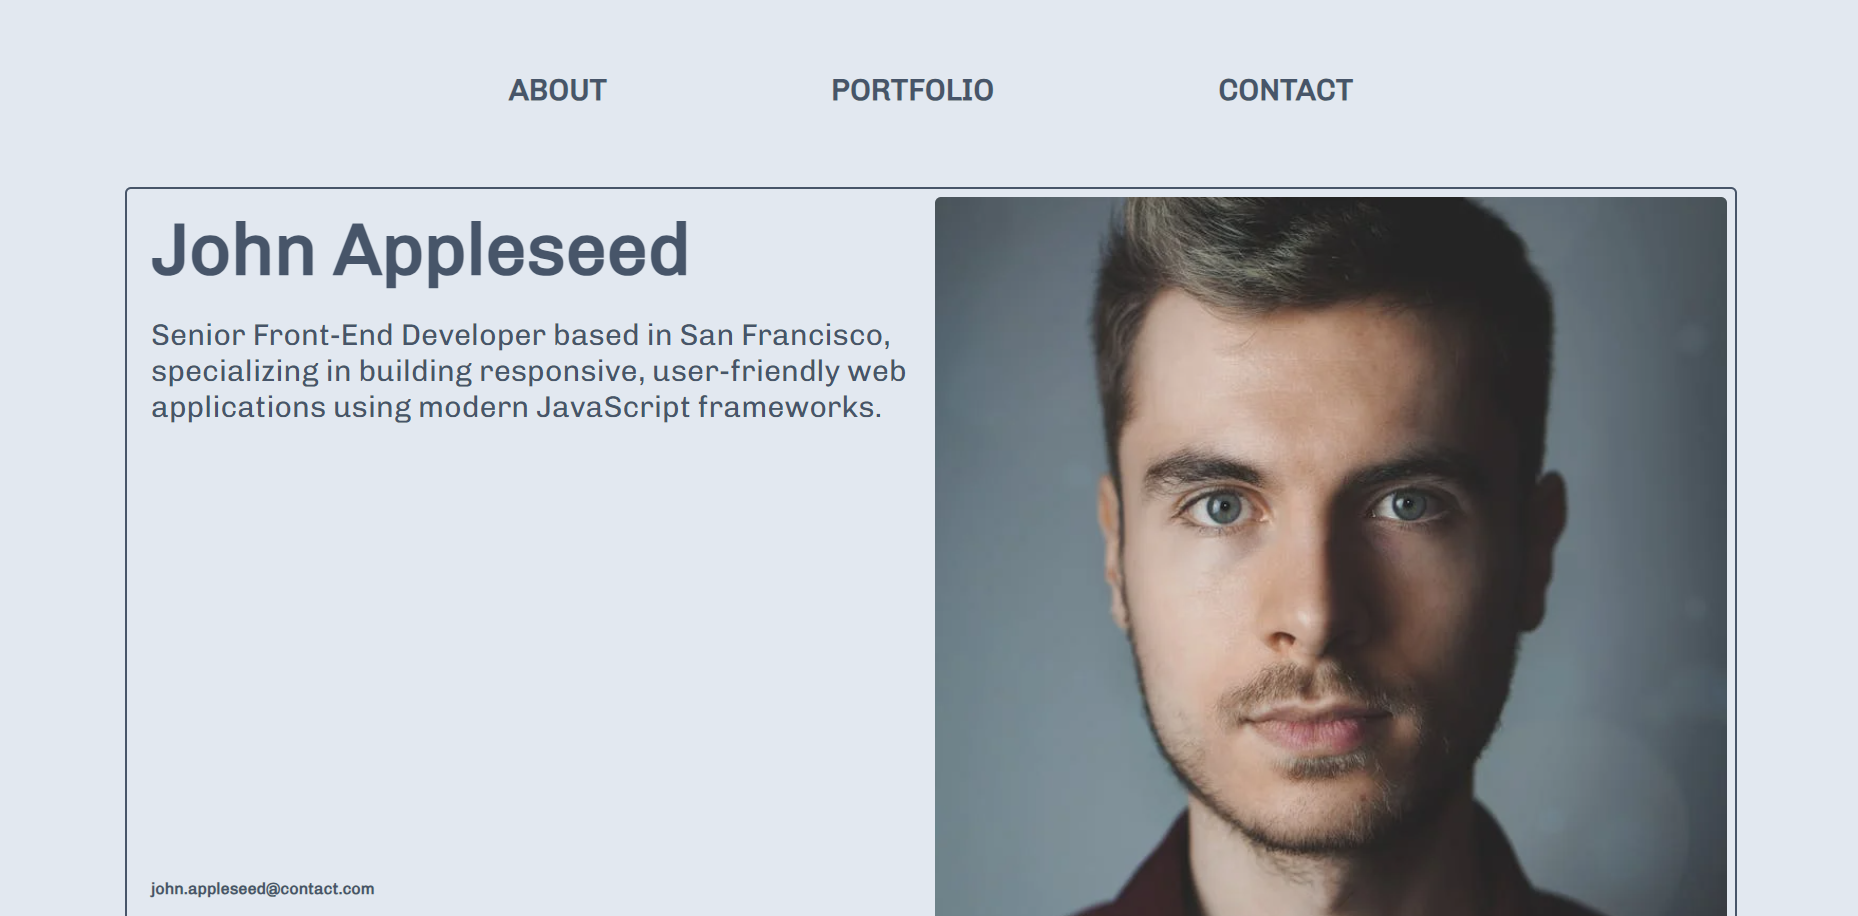 ABOUT PORTFOLIO CONTACT
John Appleseed
Senior Front-End Developer based in San Francisco,
specializing in building responsive, user-friendly web
applications using modern JavaScript frameworks.
john.appleseed@contact.com